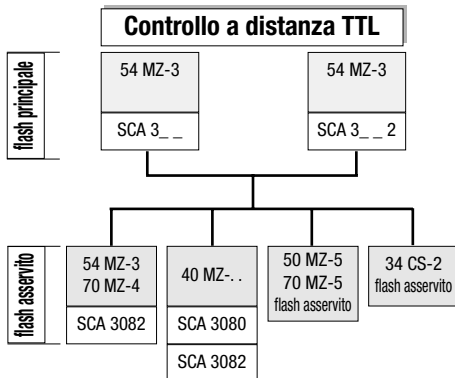 Controllo a distanza TTL
flash principale
54 MZ-3
SCA 3_ _
54 MZ-3
SCA 3_ _ 2
flash asservito
54 MZ-3
70 MZ-4
SCA 3082
40 MZ-. .
SCA 3080
SCA 3082
50 MZ-5
70 MZ-5
flash asservito
34 CS-2
flash asservito